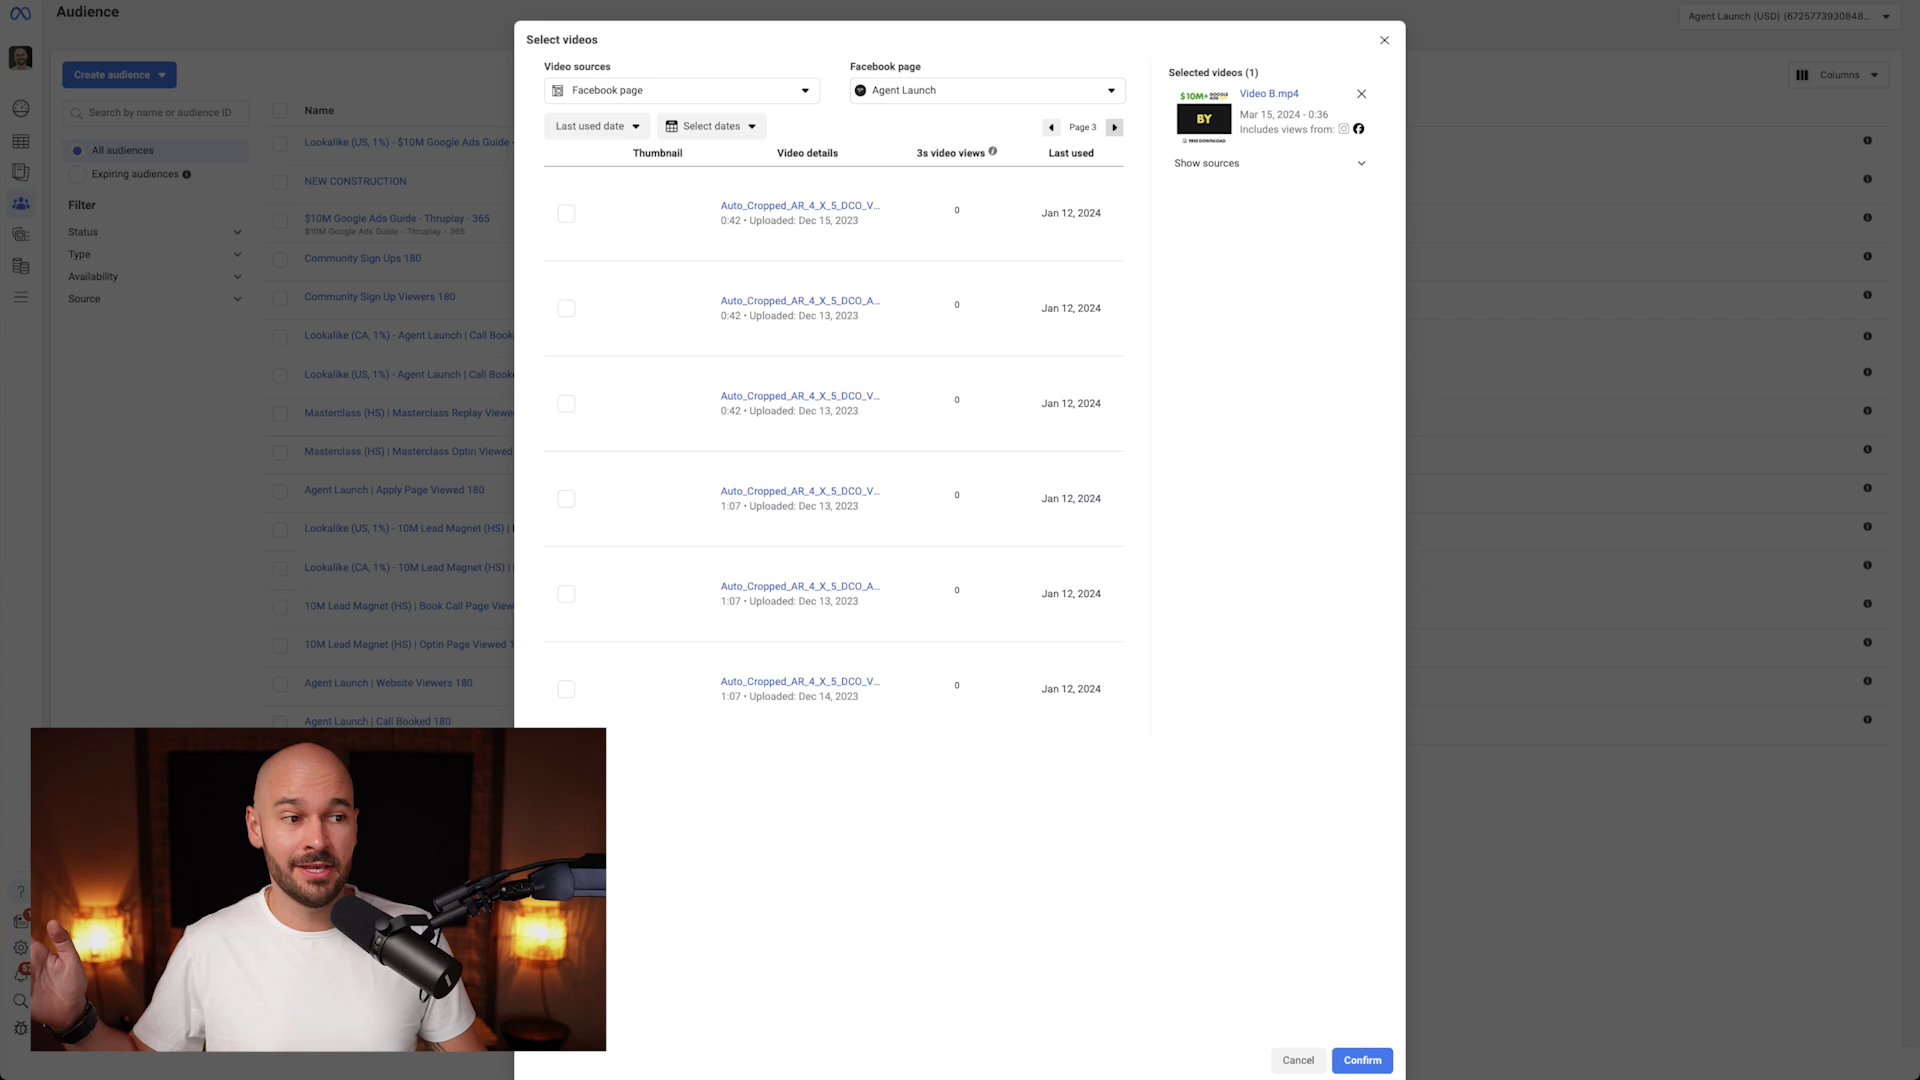 Audience
Agent Launch (USD) (6725773930848...
Create audience
Search by name or audience ID
All audiences
Expiring audiences
Filter
Status
Type
Availability
Source
Columns
Name
Lookalike (US, 1%) - $10M Google Ads Guide -
NEW CONSTRUCTION
$10M Google Ads Guide - Thruplay - 365
$10M Google Ads Guide - Thruplay - 365
Community Sign Ups 180
Community Sign Up Viewers 180
Lookalike (CA, 1%) - Agent Launch | Call Book
Lookalike (US, 1%) - Agent Launch | Call Book
Masterclass (HS) | Masterclass Replay Viewe
Masterclass (HS) | Masterclass Optin Viewed
Agent Launch | Apply Page Viewed 180
Lookalike (US, 1%) - 10M Lead Magnet (HS) |
Lookalike (CA, 1%) - 10M Lead Magnet (HS) |
10M Lead Magnet (HS) | Book Call Page View
10M Lead Magnet (HS) | Optin Page Viewed 1
Agent Launch | Website Viewers 180
Agent Launch | Call Booked 180
Select videos
Video sources
Facebook page
Facebook page
Agent Launch
Last used date
Select dates
Page 3
Thumbnail Video details 3s video views Last used
Auto_Cropped_AR_4_X_5_DCO_V...
0:42 • Uploaded: Dec 15, 2023
0
Jan 12, 2024
Auto_Cropped_AR_4_X_5_DCO_A...
0:42 • Uploaded: Dec 13, 2023
0
Jan 12, 2024
Auto_Cropped_AR_4_X_5_DCO_V...
0:42 • Uploaded: Dec 13, 2023
0
Jan 12, 2024
Auto_Cropped_AR_4_X_5_DCO_V...
1:07 • Uploaded: Dec 13, 2023
0
Jan 12, 2024
Auto_Cropped_AR_4_X_5_DCO_A...
1:07 • Uploaded: Dec 13, 2023
0
Jan 12, 2024
Auto_Cropped_AR_4_X_5_DCO_V...
1:07 • Uploaded: Dec 14, 2023
0
Jan 12, 2024
Selected videos (1)
$10M+ GOOGLE
BY
FREE DOWNLOAD
Video B.mp4
Mar 15, 2024 - 0:36
Includes views from:
Show sources
Cancel
Confirm